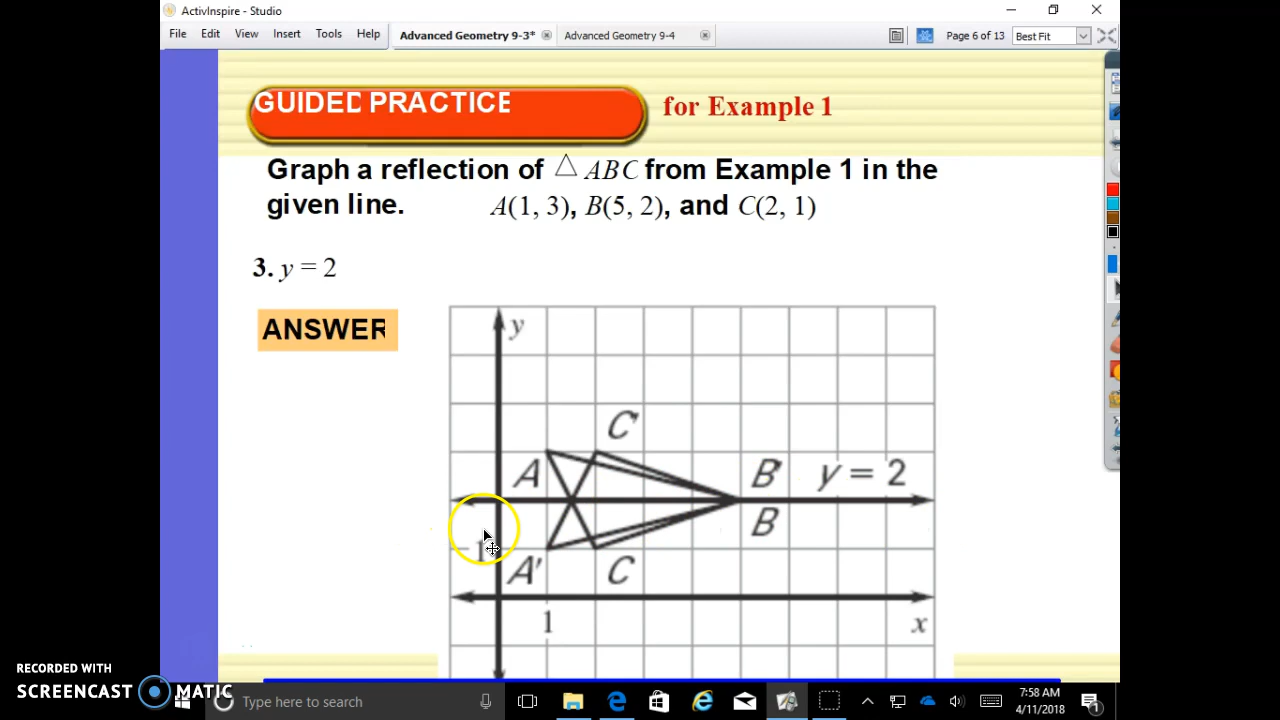 ActivInspire - Studio
File Edit View Insert Tools Help
Advanced Geometry 9-3* Advanced Geometry 9-4
Page 6 of 13 Best Fit
GUIDED PRACTICE
for Example 1
Graph a reflection of △ ABC from Example 1 in the
given line. A(1, 3), B(5, 2), and C(2, 1)
3. y = 2
ANSWER
y
C'
A
B'
y = 2
B
1
A'
C
1
x
RECORDED WITH
SCREENCAST MATIC
Type here to search
7:58 AM
4/11/2018
1